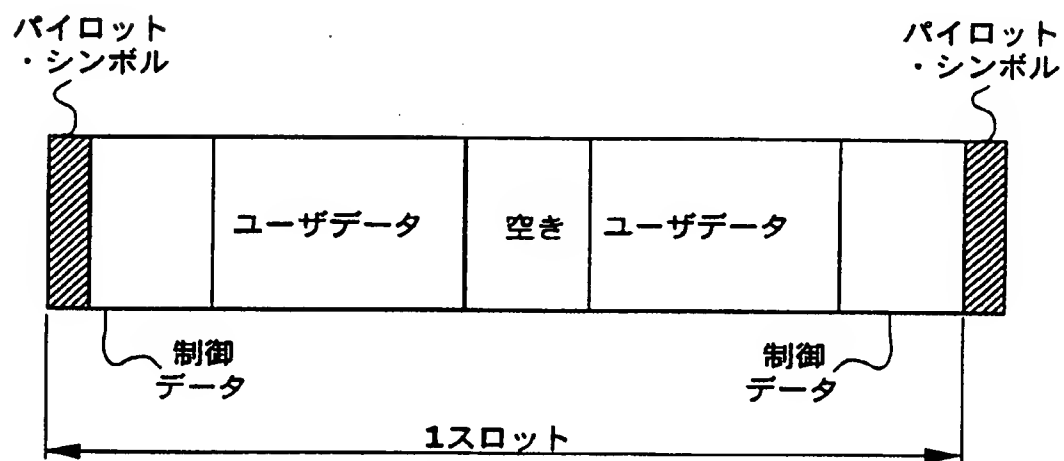 パイロット
・シンボル
パイロット
・シンボル
ユーザデータ
空き
ユーザデータ
制御
データ
制御
データ
1スロット